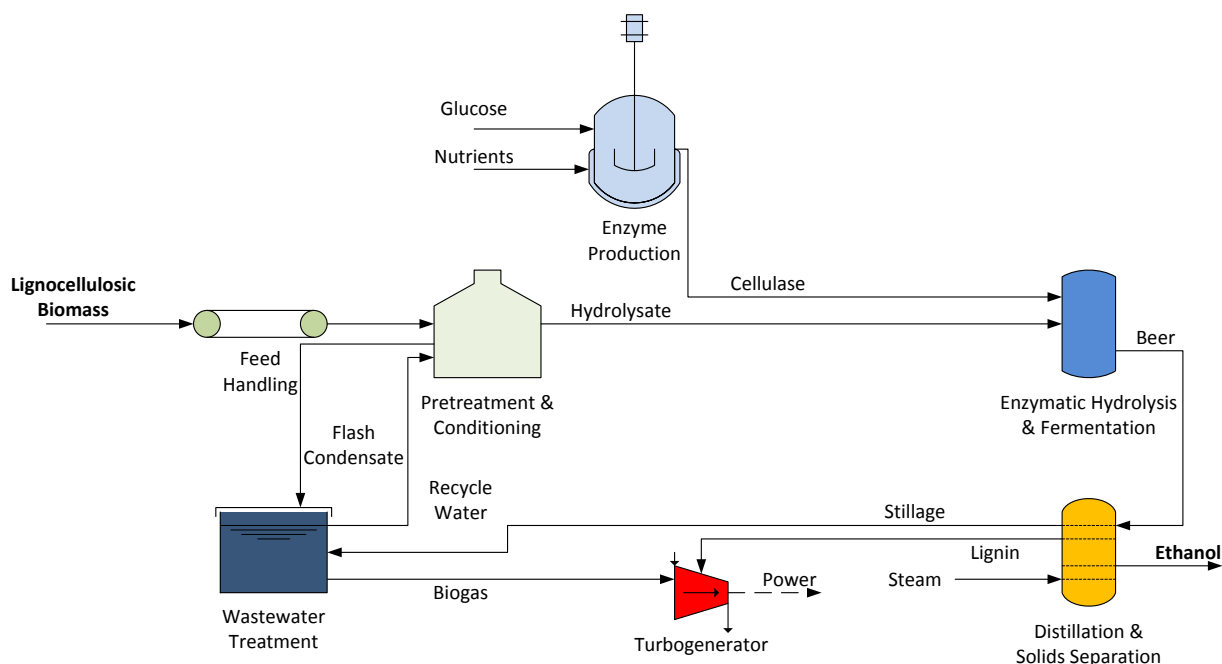 Glucose
Nutrients
Enzyme
Production
Lignocellulosic
Biomass
Feed
Handling
Pretreatment &
Conditioning
Hydrolysate
Cellulase
Beer
Enzymatic Hydrolysis
& Fermentation
Flash
Condensate
Recycle
Water
Stillage
Lignin
Steam
Ethanol
Biogas
Power
Wastewater
Treatment
Turbogenerator
Distillation &
Solids Separation